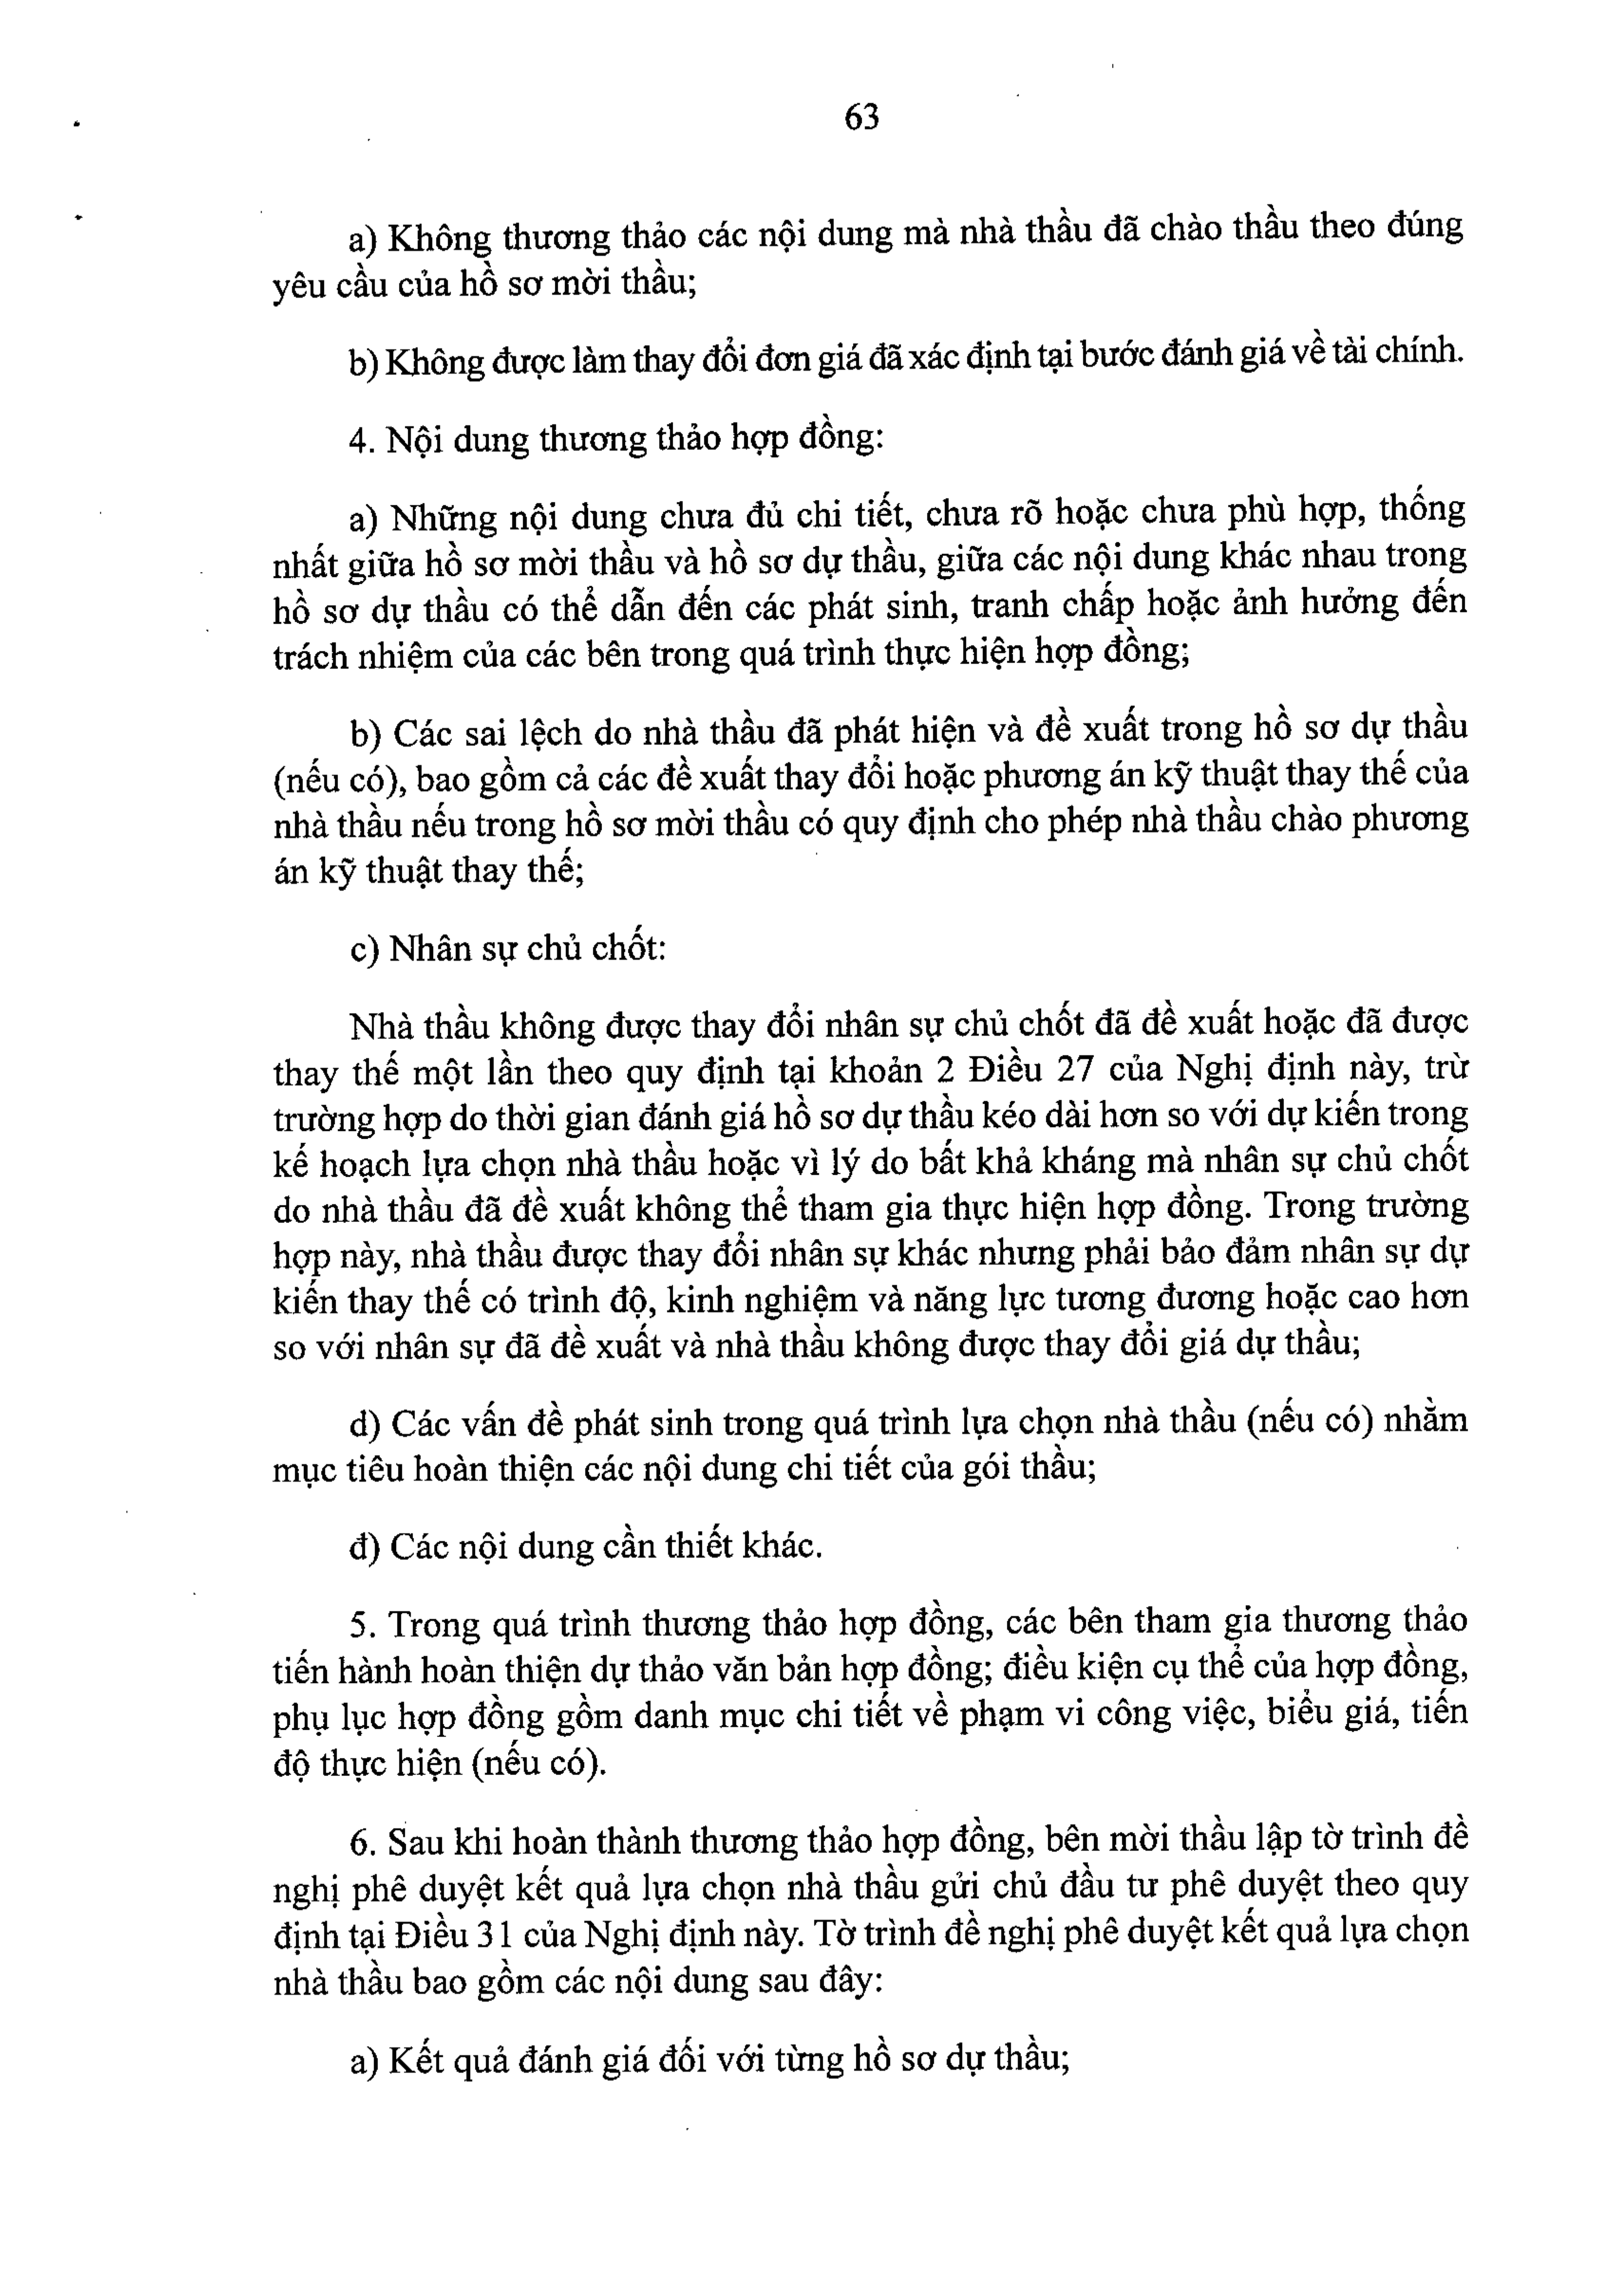 63
a) Không thương thảo các nội dung mà nhà thầu đã chào thầu theo đúng
yêu cầu của hồ sơ mời thầu;
b) Không được làm thay đổi đơn giá đã xác định tại bước đánh giá về tài chính.
4. Nội dung thương thảo hợp đồng:
a) Những nội dung chưa đủ chi tiết, chưa rõ hoặc chưa phù hợp, thống
nhất giữa hồ sơ mời thầu và hồ sơ dự thầu, giữa các nội dung khác nhau trong
hồ sơ dự thầu có thể dẫn đến các phát sinh, tranh chấp hoặc ảnh hưởng đến
trách nhiệm của các bên trong quá trình thực hiện hợp đồng;
b) Các sai lệch do nhà thầu đã phát hiện và đề xuất trong hồ sơ dự thầu
(nếu có), bao gồm cả các đề xuất thay đổi hoặc phương án kỹ thuật thay thế của
nhà thầu nếu trong hồ sơ mời thầu có quy định cho phép nhà thầu chào phương
án kỹ thuật thay thế;
c) Nhân sự chủ chốt:
Nhà thầu không được thay đổi nhân sự chủ chốt đã đề xuất hoặc đã được
thay thế một lần theo quy định tại khoản 2 Điều 27 của Nghị định này, trừ
trường hợp do thời gian đánh giá hồ sơ dự thầu kéo dài hơn so với dự kiến trong
kế hoạch lựa chọn nhà thầu hoặc vì lý do bất khả kháng mà nhân sự chủ chốt
do nhà thầu đã đề xuất không thể tham gia thực hiện hợp đồng. Trong trường
hợp này, nhà thầu được thay đổi nhân sự khác nhưng phải bảo đảm nhân sự dự
kiến thay thế có trình độ, kinh nghiệm và năng lực tương đương hoặc cao hơn
so với nhân sự đã đề xuất và nhà thầu không được thay đổi giá dự thầu;
d) Các vấn đề phát sinh trong quá trình lựa chọn nhà thầu (nếu có) nhằm
mục tiêu hoàn thiện các nội dung chi tiết của gói thầu;
đ) Các nội dung cần thiết khác.
5. Trong quá trình thương thảo hợp đồng, các bên tham gia thương thảo
tiến hành hoàn thiện dự thảo văn bản hợp đồng; điều kiện cụ thể của hợp đồng,
phụ lục hợp đồng gồm danh mục chi tiết về phạm vi công việc, biểu giá, tiến
độ thực hiện (nếu có).
6. Sau khi hoàn thành thương thảo hợp đồng, bên mời thầu lập tờ trình đề
nghị phê duyệt kết quả lựa chọn nhà thầu gửi chủ đầu tư phê duyệt theo quy
định tại Điều 31 của Nghị định này. Tờ trình đề nghị phê duyệt kết quả lựa chọn
nhà thầu bao gồm các nội dung sau đây:
a) Kết quả đánh giá đối với từng hồ sơ dự thầu;